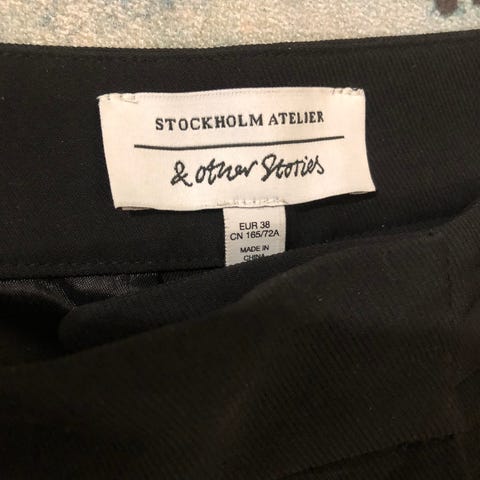 STOCKHOLM ATELIER
& other Stories
EUR 38
CN 165/72A
MADE IN
CHINA